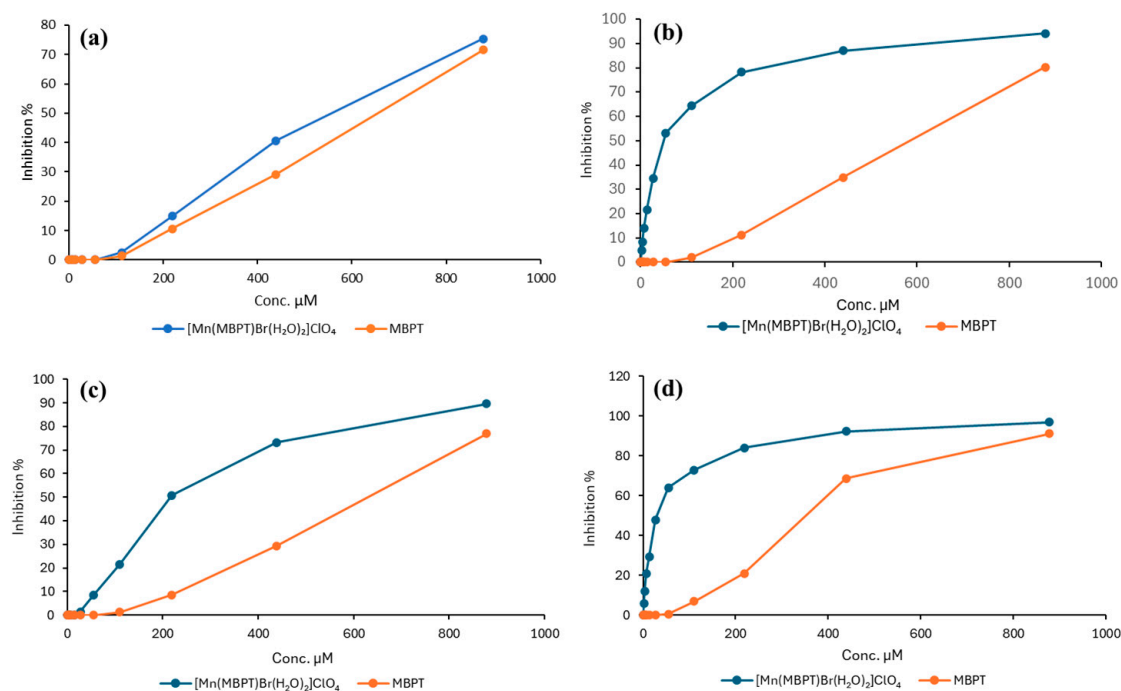 (a)
80
70
60
50
40
30
20
10
0
Inhibition %
0 200 400 600 800 1000
Conc. μM
[Mn(MBPT)Br(H₂O)₂]ClO₄ MBPT
(b)
100
90
80
70
60
50
40
30
20
10
0
Inhibition %
0 200 400 600 800 1000
Conc. μM
[Mn(MBPT)Br(H₂O)₂]ClO₄ MBPT
(c)
100
90
80
70
60
50
40
30
20
10
0
Inhibition %
0 200 400 600 800 1000
Conc. μM
[Mn(MBPT)Br(H₂O)₂]ClO₄ MBPT
(d)
120
100
80
60
40
20
0
Inhibition %
0 200 400 600 800 1000
Conc. μM
[Mn(MBPT)Br(H₂O)₂]ClO₄ MBPT